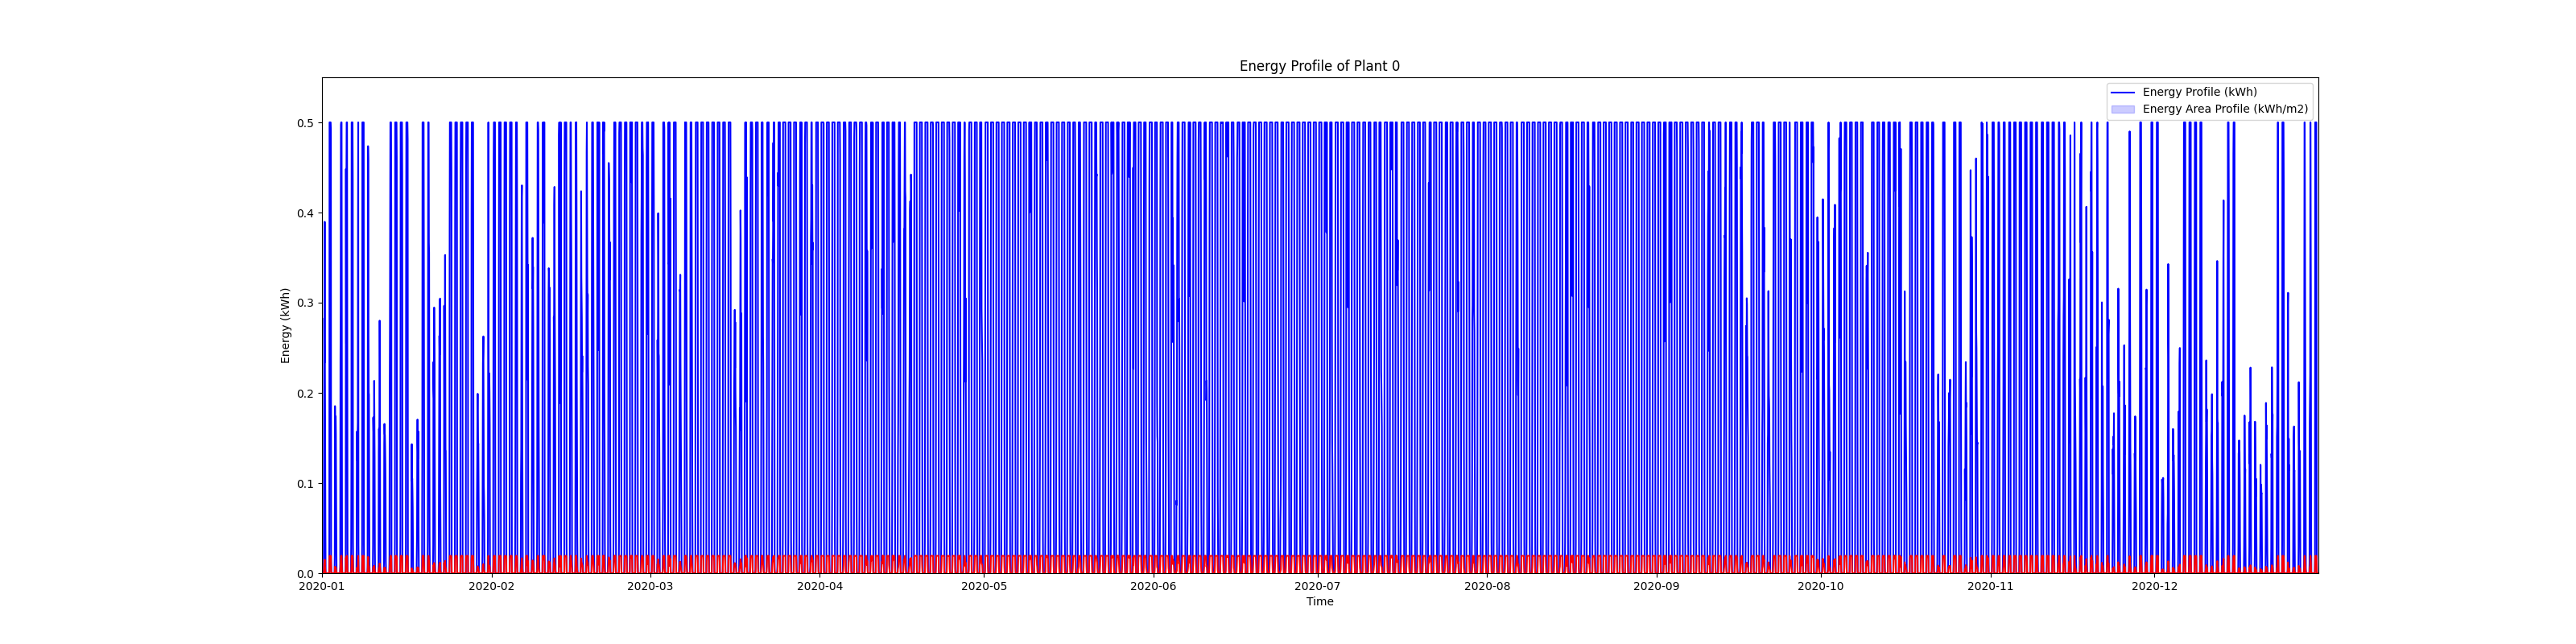 Energy Profile of Plant 0
Energy Profile (kWh)
Energy Area Profile (kWh/m2)
Energy (kWh)
0.5
0.4
0.3
0.2
0.1
0.0
2020-01 2020-02 2020-03 2020-04 2020-05 2020-06 2020-07 2020-08 2020-09 2020-10 2020-11 2020-12
Time